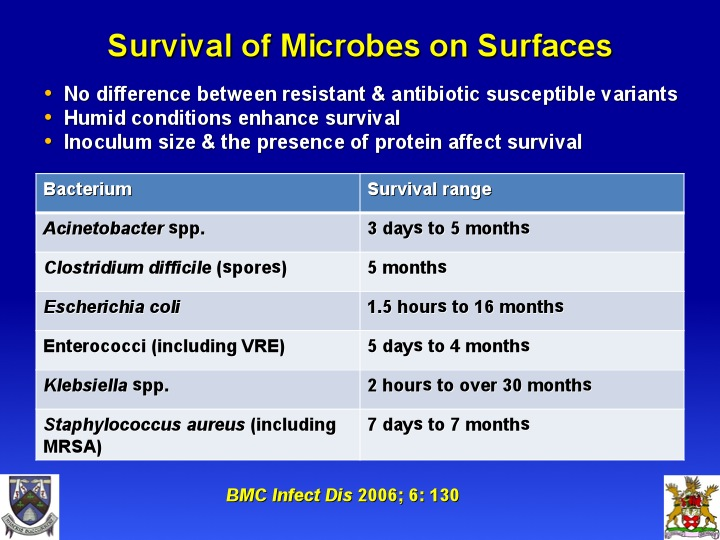 Survival of Microbes on Surfaces
• No difference between resistant & antibiotic susceptible variants
• Humid conditions enhance survival
• Inoculum size & the presence of protein affect survival
Bacterium Survival range
Acinetobacter spp. 3 days to 5 months
Clostridium difficile (spores) 5 months
Escherichia coli 1.5 hours to 16 months
Enterococci (including VRE) 5 days to 4 months
Klebsiella spp. 2 hours to over 30 months
Staphylococcus aureus (including 7 days to 7 months
MRSA)
BMC Infect Dis 2006; 6: 130